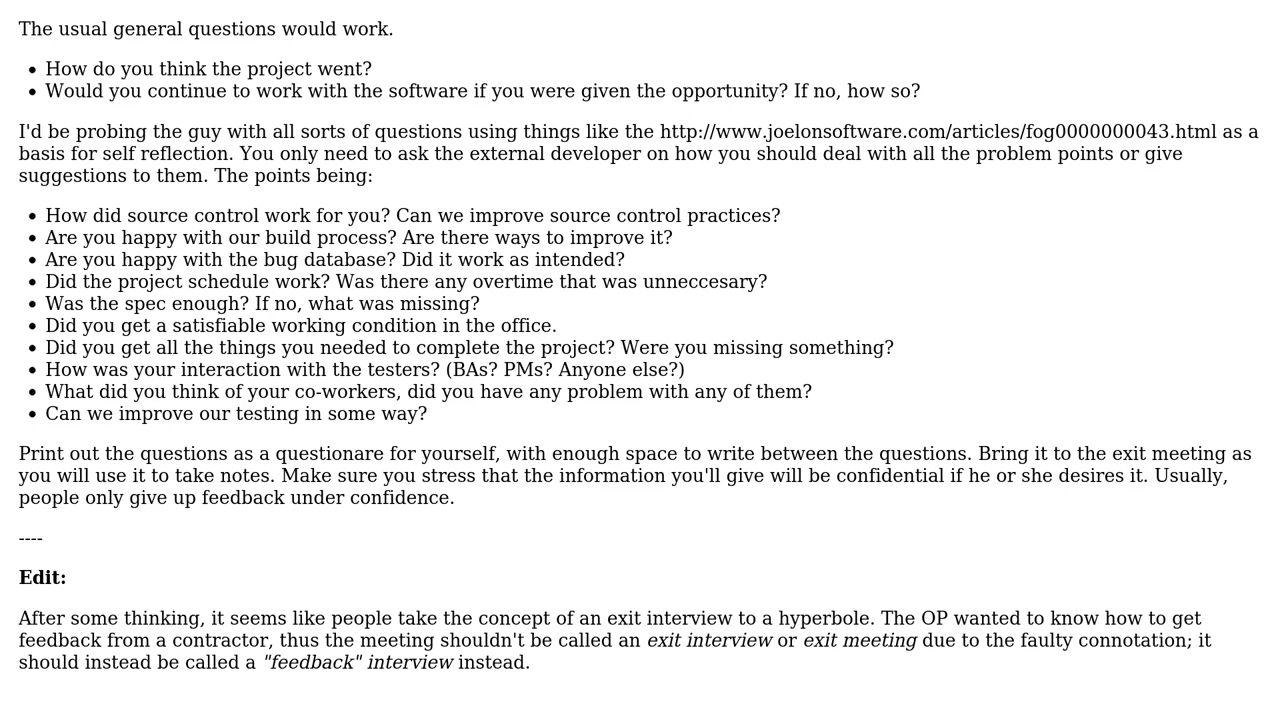 The usual general questions would work.
• How do you think the project went?
• Would you continue to work with the software if you were given the opportunity? If no, how so?
I'd be probing the guy with all sorts of questions using things like the http://www.joelonsoftware.com/articles/fog0000000043.html as a
basis for self reflection. You only need to ask the external developer on how you should deal with all the problem points or give
suggestions to them. The points being:
• How did source control work for you? Can we improve source control practices?
• Are you happy with our build process? Are there ways to improve it?
• Are you happy with the bug database? Did it work as intended?
• Did the project schedule work? Was there any overtime that was unneccesary?
• Was the spec enough? If no, what was missing?
• Did you get a satisfiable working condition in the office.
• Did you get all the things you needed to complete the project? Were you missing something?
• How was your interaction with the testers? (BAs? PMs? Anyone else?)
• What did you think of your co-workers, did you have any problem with any of them?
• Can we improve our testing in some way?
Print out the questions as a questionare for yourself, with enough space to write between the questions. Bring it to the exit meeting as
you will use it to take notes. Make sure you stress that the information you'll give will be confidential if he or she desires it. Usually,
people only give up feedback under confidence.
----
Edit:
After some thinking, it seems like people take the concept of an exit interview to a hyperbole. The OP wanted to know how to get
feedback from a contractor, thus the meeting shouldn't be called an exit interview or exit meeting due to the faulty connotation; it
should instead be called a "feedback" interview instead.